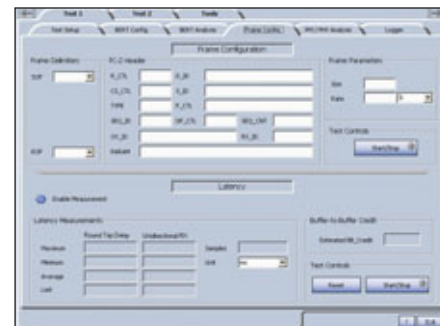 Test 1 Test 2 Tools
Test Setup BERT Config. BERT Analysis Frame Config. Analysis Logger
Frame Configuration
Frame Delimiters FC-2 Header Frame Parameters
SOF R_CTL D_ID Size
CS_CTL S_ID Rate %
TYPE F_CTL
SEQ_ID DF_CTL SEQ_CNT Test Controls
OX_ID RX_ID Start/Stop
EOF
Latency
Enable Measurement
Latency Measurements Buffer-to-Buffer Credit
Round Trip Delay Unidirectional
Maximum Samples Estimated BB_Credit
Minimum Unit
Average Test Controls
Last Reset Start/Stop